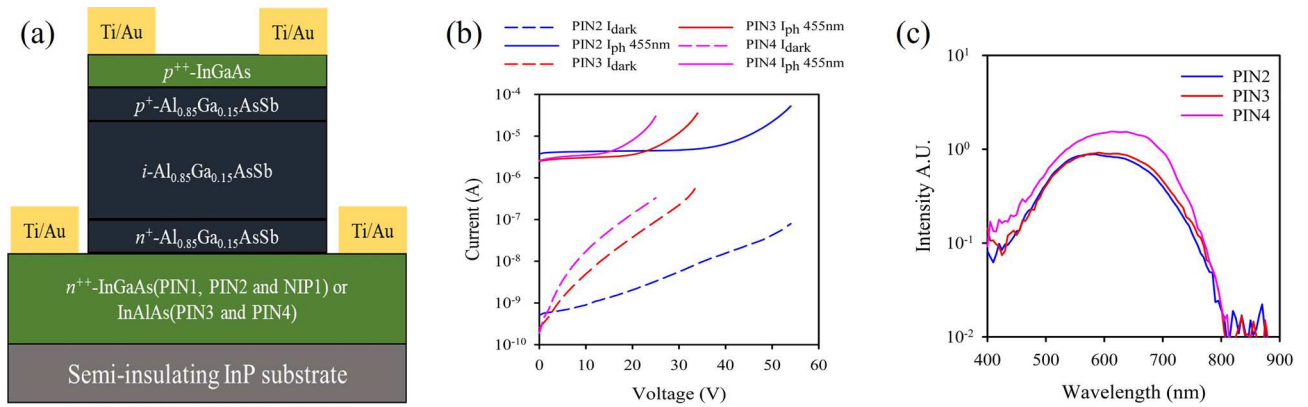 (a)
Ti/Au
Ti/Au
p++-InGaAs
p+-Al0.85Ga0.15AsSb
i-Al0.85Ga0.15AsSb
n+-Al0.85Ga0.15AsSb
Ti/Au
Ti/Au
n++-InGaAs(PIN1, PIN2 and NIP1) or
InAlAs(PIN3 and PIN4)
Semi-insulating InP substrate
(b)
PIN2 Idark
PIN2 Iph 455nm
PIN3 Idark
PIN3 Iph 455nm
PIN4 Idark
PIN4 Iph 455nm
Current (A)
10-4
10-5
10-6
10-7
10-8
10-9
10-10
0 10 20 30 40 50 60
Voltage (V)
(c)
PIN2
PIN3
PIN4
Intensity A.U.
101
100
10-1
10-2
400 500 600 700 800 900
Wavelength (nm)